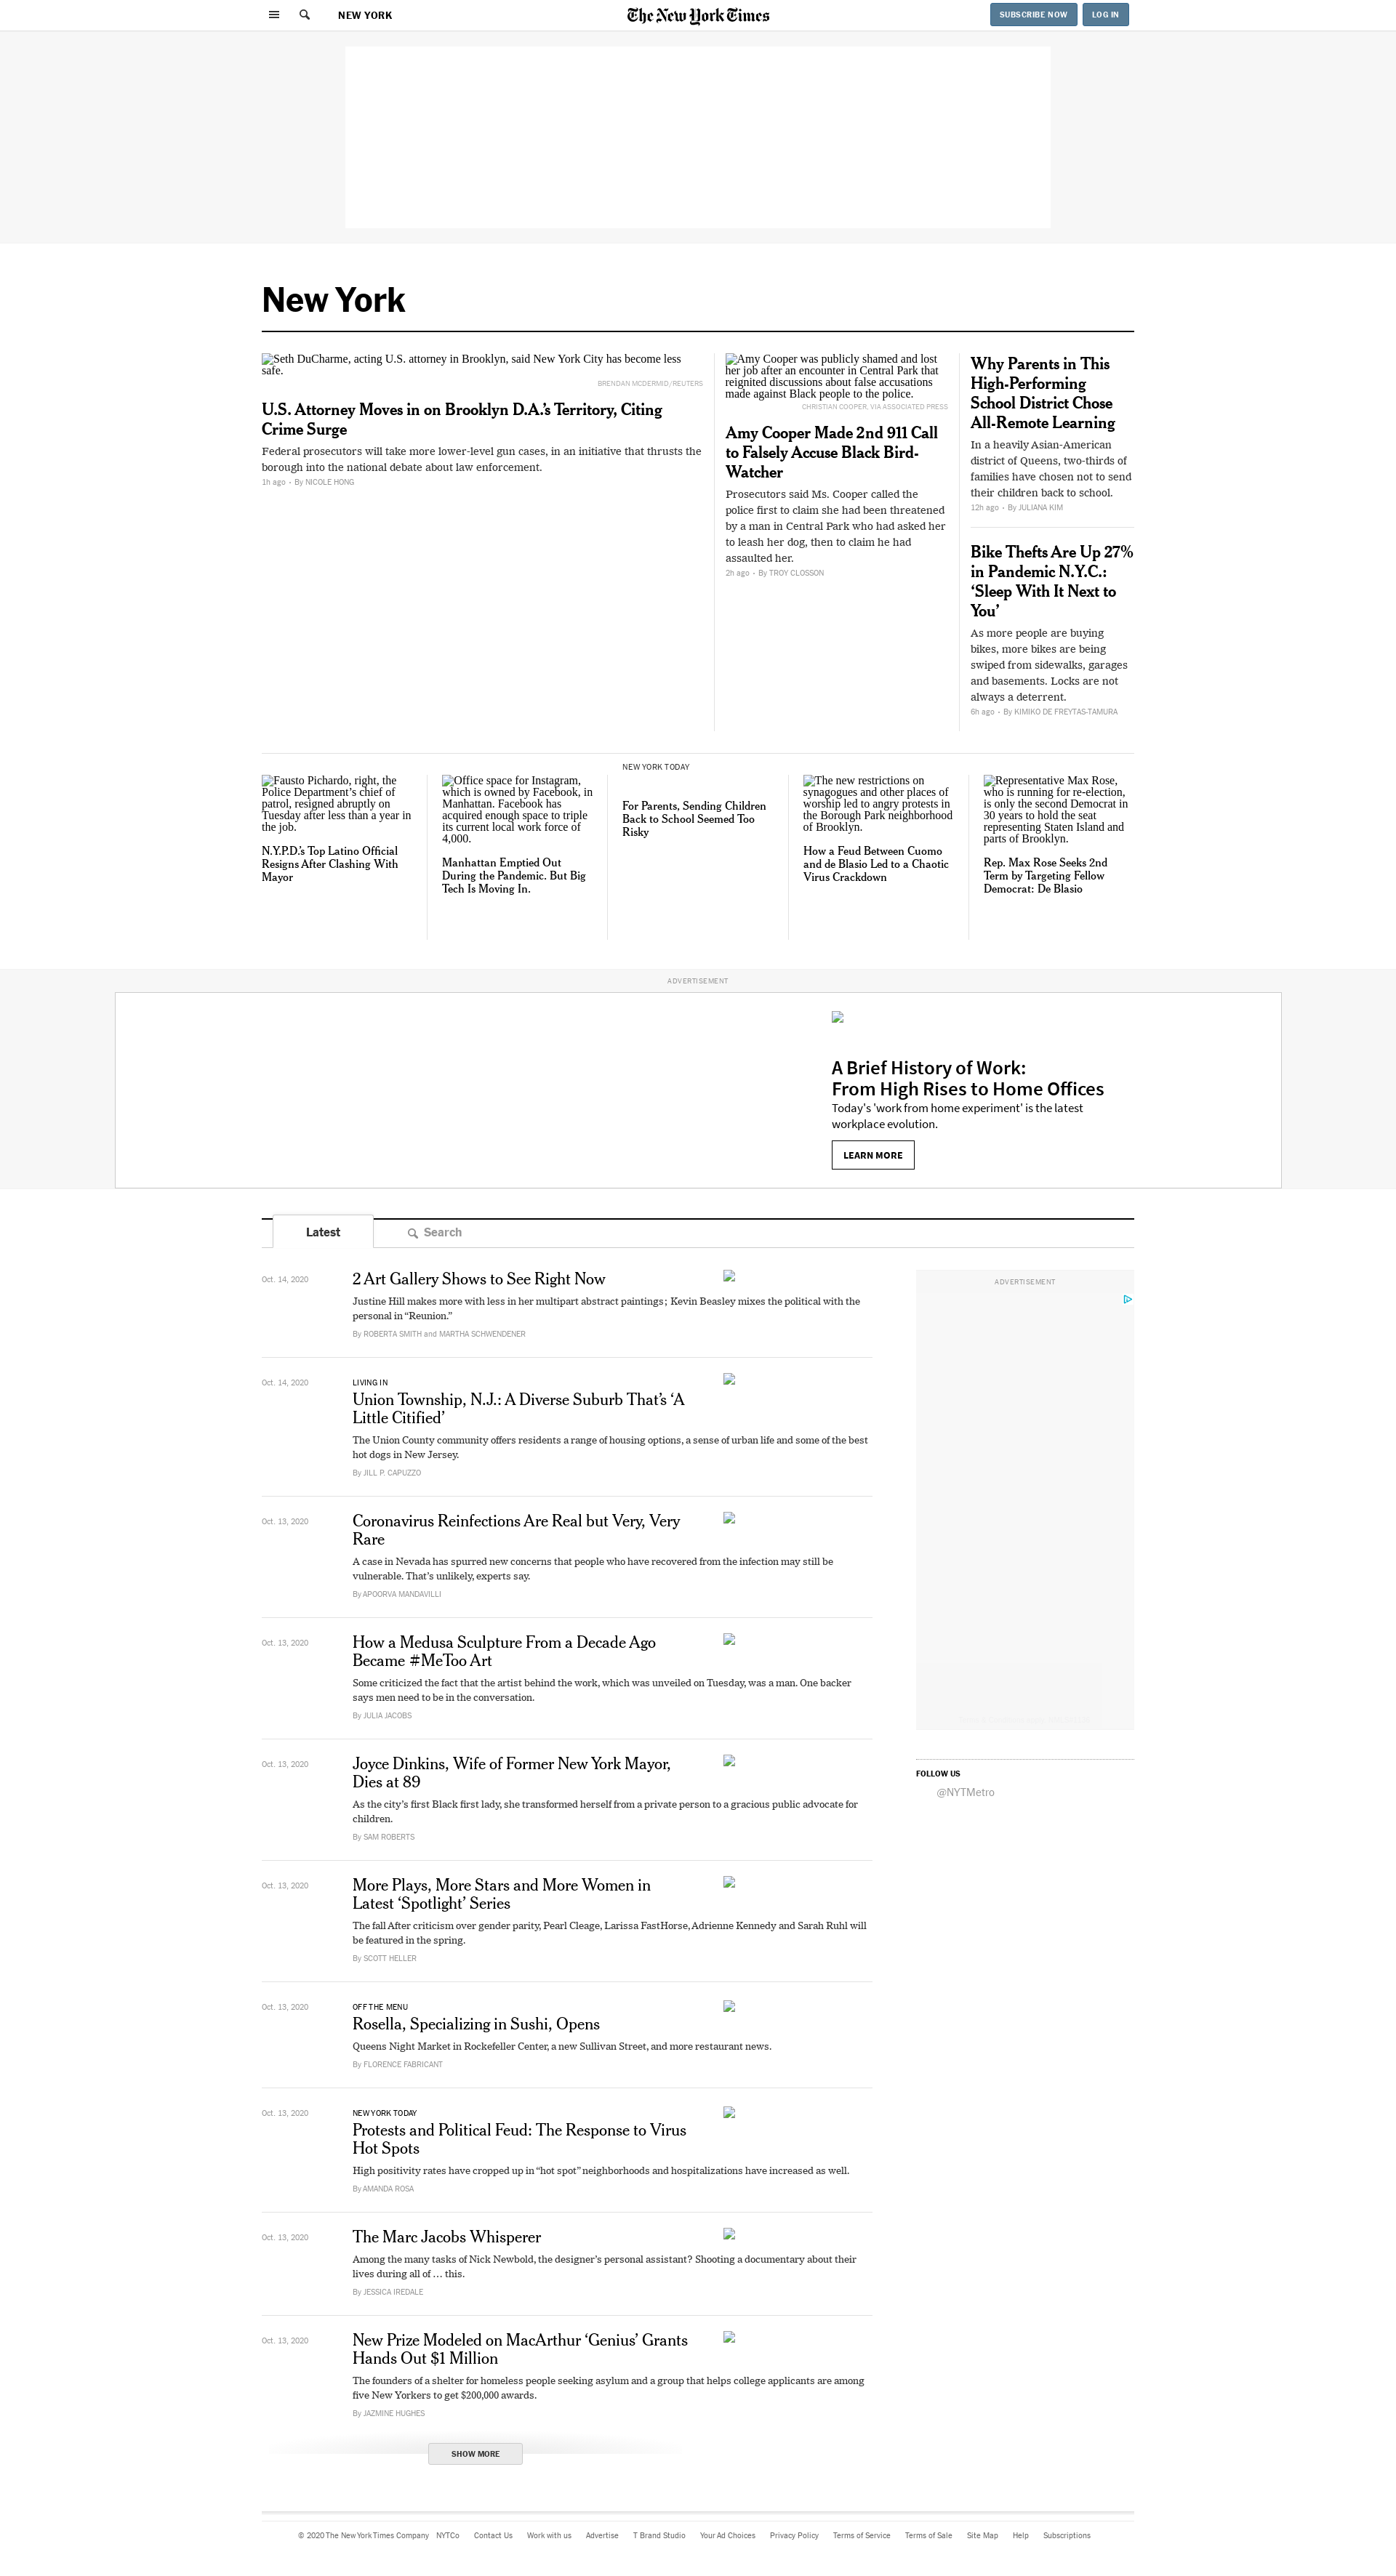 NEW YORK
The New York Times
SUBSCRIBE NOW
LOG IN
New York
Seth DuCharme, acting U.S. attorney in Brooklyn, said New York City has become less
safe.
BRENDAN MCDERMID/REUTERS
U.S. Attorney Moves in on Brooklyn D.A.’s Territory, Citing
Crime Surge
Federal prosecutors will take more lower-level gun cases, in an initiative that thrusts the
borough into the national debate about law enforcement.
1h ago • By NICOLE HONG
Amy Cooper was publicly shamed and lost
her job after an encounter in Central Park that
reignited discussions about false accusations
made against Black people to the police.
CHRISTIAN COOPER, VIA ASSOCIATED PRESS
Amy Cooper Made 2nd 911 Call
to Falsely Accuse Black Bird-
Watcher
Prosecutors said Ms. Cooper called the
police first to claim she had been threatened
by a man in Central Park who had asked her
to leash her dog, then to claim he had
assaulted her.
2h ago • By TROY CLOSSON
Why Parents in This
High-Performing
School District Chose
All-Remote Learning
In a heavily Asian-American
district of Queens, two-thirds of
families have chosen not to send
their children back to school.
12h ago • By JULIANA KIM
Bike Thefts Are Up 27%
in Pandemic N.Y.C.:
‘Sleep With It Next to
You’
As more people are buying
bikes, more bikes are being
swiped from sidewalks, garages
and basements. Locks are not
always a deterrent.
6h ago • By KIMIKO DE FREYTAS-TAMURA
Fausto Pichardo, right, the
Police Department’s chief of
patrol, resigned abruptly on
Tuesday after less than a year in
the job.
N.Y.P.D.’s Top Latino Official
Resigns After Clashing With
Mayor
Office space for Instagram,
which is owned by Facebook, in
Manhattan. Facebook has
acquired enough space to triple
its current local work force of
4,000.
Manhattan Emptied Out
During the Pandemic. But Big
Tech Is Moving In.
NEW YORK TODAY
For Parents, Sending Children
Back to School Seemed Too
Risky
The new restrictions on
synagogues and other places of
worship led to angry protests in
the Borough Park neighborhood
of Brooklyn.
How a Feud Between Cuomo
and de Blasio Led to a Chaotic
Virus Crackdown
Representative Max Rose,
who is running for re-election,
is only the second Democrat in
30 years to hold the seat
representing Staten Island and
parts of Brooklyn.
Rep. Max Rose Seeks 2nd
Term by Targeting Fellow
Democrat: De Blasio
ADVERTISEMENT
A Brief History of Work:
From High Rises to Home Offices
Today's 'work from home experiment' is the latest
workplace evolution.
LEARN MORE
Latest
Search
Oct. 14, 2020
2 Art Gallery Shows to See Right Now
Justine Hill makes more with less in her multipart abstract paintings; Kevin Beasley mixes the political with the
personal in “Reunion.”
By ROBERTA SMITH and MARTHA SCHWENDENER
Oct. 14, 2020
LIVING IN
Union Township, N.J.: A Diverse Suburb That’s ‘A
Little Citified’
The Union County community offers residents a range of housing options, a sense of urban life and some of the best
hot dogs in New Jersey.
By JILL P. CAPUZZO
Oct. 13, 2020
Coronavirus Reinfections Are Real but Very, Very
Rare
A case in Nevada has spurred new concerns that people who have recovered from the infection may still be
vulnerable. That’s unlikely, experts say.
By APOORVA MANDAVILLI
Oct. 13, 2020
How a Medusa Sculpture From a Decade Ago
Became #MeToo Art
Some criticized the fact that the artist behind the work, which was unveiled on Tuesday, was a man. One backer
says men need to be in the conversation.
By JULIA JACOBS
Oct. 13, 2020
Joyce Dinkins, Wife of Former New York Mayor,
Dies at 89
As the city’s first Black first lady, she transformed herself from a private person to a gracious public advocate for
children.
By SAM ROBERTS
Oct. 13, 2020
More Plays, More Stars and More Women in
Latest ‘Spotlight’ Series
The fall After criticism over gender parity, Pearl Cleage, Larissa FastHorse, Adrienne Kennedy and Sarah Ruhl will
be featured in the spring.
By SCOTT HELLER
Oct. 13, 2020
OFF THE MENU
Rosella, Specializing in Sushi, Opens
Queens Night Market in Rockefeller Center, a new Sullivan Street, and more restaurant news.
By FLORENCE FABRICANT
Oct. 13, 2020
NEW YORK TODAY
Protests and Political Feud: The Response to Virus
Hot Spots
High positivity rates have cropped up in “hot spot” neighborhoods and hospitalizations have increased as well.
By AMANDA ROSA
Oct. 13, 2020
The Marc Jacobs Whisperer
Among the many tasks of Nick Newbold, the designer’s personal assistant? Shooting a documentary about their
lives during all of … this.
By JESSICA IREDALE
Oct. 13, 2020
New Prize Modeled on MacArthur ‘Genius’ Grants
Hands Out $1 Million
The founders of a shelter for homeless people seeking asylum and a group that helps college applicants are among
five New Yorkers to get $200,000 awards.
By JAZMINE HUGHES
SHOW MORE
ADVERTISEMENT
FOLLOW US
@NYTMetro
© 2020 The New York Times Company NYTCo Contact Us Work with us Advertise T Brand Studio Your Ad Choices Privacy Policy Terms of Service Terms of Sale Site Map Help Subscriptions